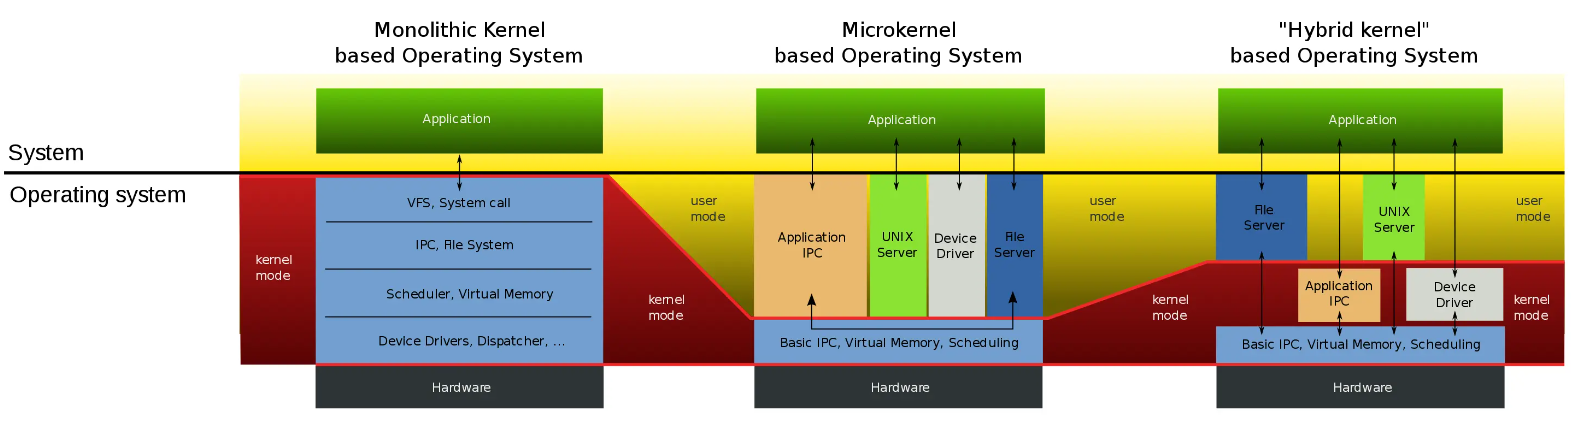 Monolithic Kernel
based Operating System
Microkernel
based Operating System
"Hybrid kernel"
based Operating System
System
Operating system
Application
VFS, System call
IPC, File System
Scheduler, Virtual Memory
Device Drivers, Dispatcher, ...
Hardware
kernel
mode
user
mode
kernel
mode
Application
Application
IPC
UNIX
Server
Device
Driver
File
Server
Basic IPC, Virtual Memory, Scheduling
Hardware
user
mode
kernel
mode
Application
File
Server
UNIX
Server
Application
IPC
Device
Driver
Basic IPC, Virtual Memory, Scheduling
Hardware
user
mode
kernel
mode